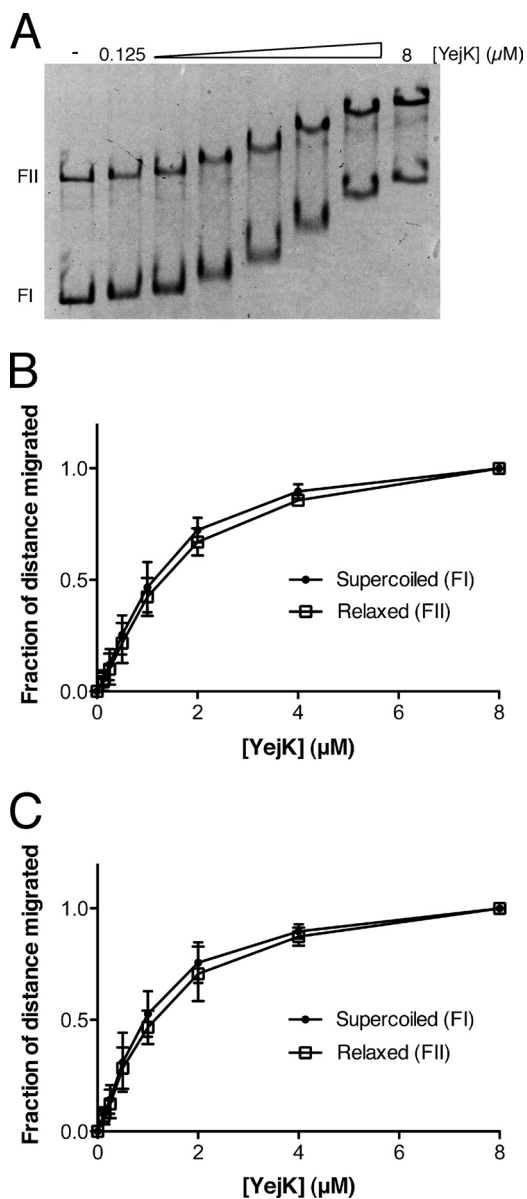 A
- 0.125 8 [YejK] (µM)
FII
FI
B
Fraction of distance migrated
1.0
0.5
0.0
Supercoiled (FI)
Relaxed (FII)
0 2 4 6 8
[YejK] (µM)
C
Fraction of distance migrated
1.0
0.5
0.0
Supercoiled (FI)
Relaxed (FII)
0 2 4 6 8
[YejK] (µM)